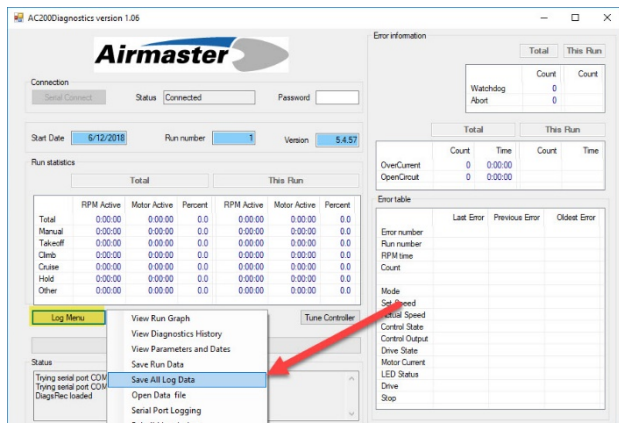 AC200Diagnostics version 1.06
Airmaster
Connection
Serial Connect Status Connected Password
Start Date 6/12/2018 Run number 1 Version 5.4.57
Run statistics
Total This Run
RPM Active Motor Active Percent RPM Active Motor Active Percent
Total 0:00:00 0:00:00 0.0 0:00:00 0:00:00 0.0
Manual 0:00:00 0:00:00 0.0 0:00:00 0:00:00 0.0
Takeoff 0:00:00 0:00:00 0.0 0:00:00 0:00:00 0.0
Climb 0:00:00 0:00:00 0.0 0:00:00 0:00:00 0.0
Cruise 0:00:00 0:00:00 0.0 0:00:00 0:00:00 0.0
Hold 0:00:00 0:00:00 0.0 0:00:00 0:00:00 0.0
Other 0:00:00 0:00:00 0.0 0:00:00 0:00:00 0.0
Log Menu Tune Controller
View Run Graph
View Diagnostics History
View Parameters and Dates
Save Run Data
Save All Log Data
Open Data file
Serial Port Logging
Status
Trying serial port COM
Trying serial port COM
DiagsRec loaded
Error information
Total This Run
Count Count
Watchdog 0
Abort 0
Total This Run
Count Time Count Time
OverCurrent 0 0:00:00
OpenCircuit 0 0:00:00
Error table
Last Error Previous Error Oldest Error
Error number
Run number
RPM time
Count
Mode
Set Speed
Actual Speed
Control State
Control Output
Drive State
Motor Current
LED Status
Drive
Stop